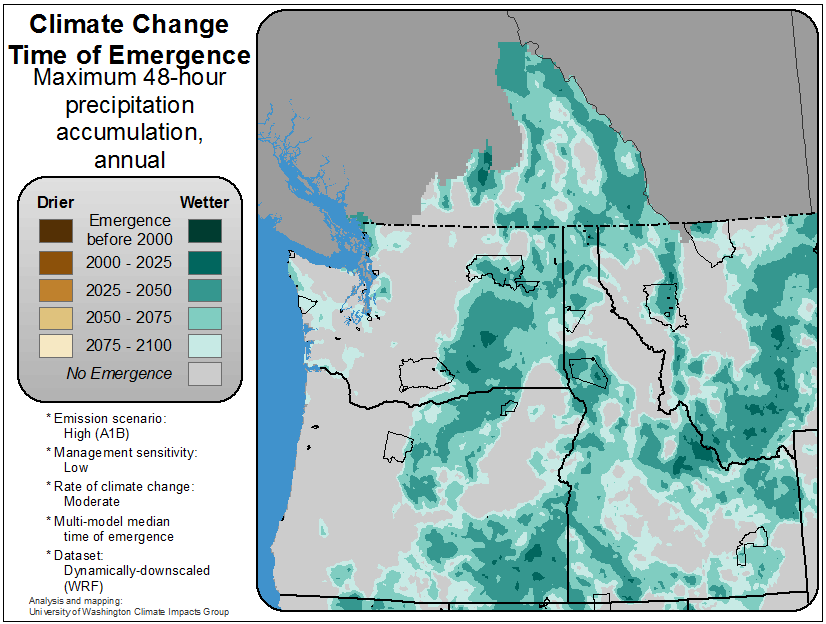 Climate Change
Time of Emergence
Maximum 48-hour
precipitation
accumulation,
annual
Drier Wetter
Emergence
before 2000
2000 - 2025
2025 - 2050
2050 - 2075
2075 - 2100
No Emergence
* Emission scenario:
High (A1B)
* Management sensitivity:
Low
* Rate of climate change:
Moderate
* Multi-model median
time of emergence
* Dataset:
Dynamically-downscaled
(WRF)
Analysis and mapping:
University of Washington Climate Impacts Group